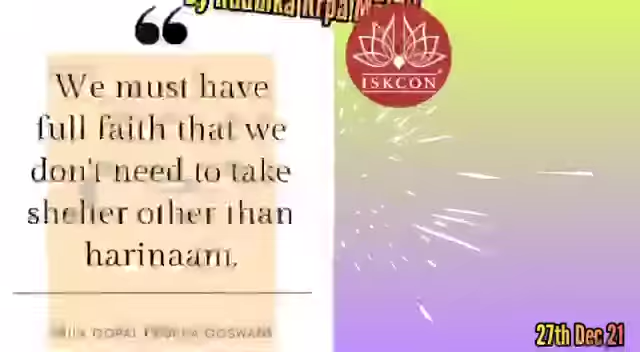 We must have
full faith that we
don't need to take
shelter other than
harinaam.
ISKCON
27th Dec 21